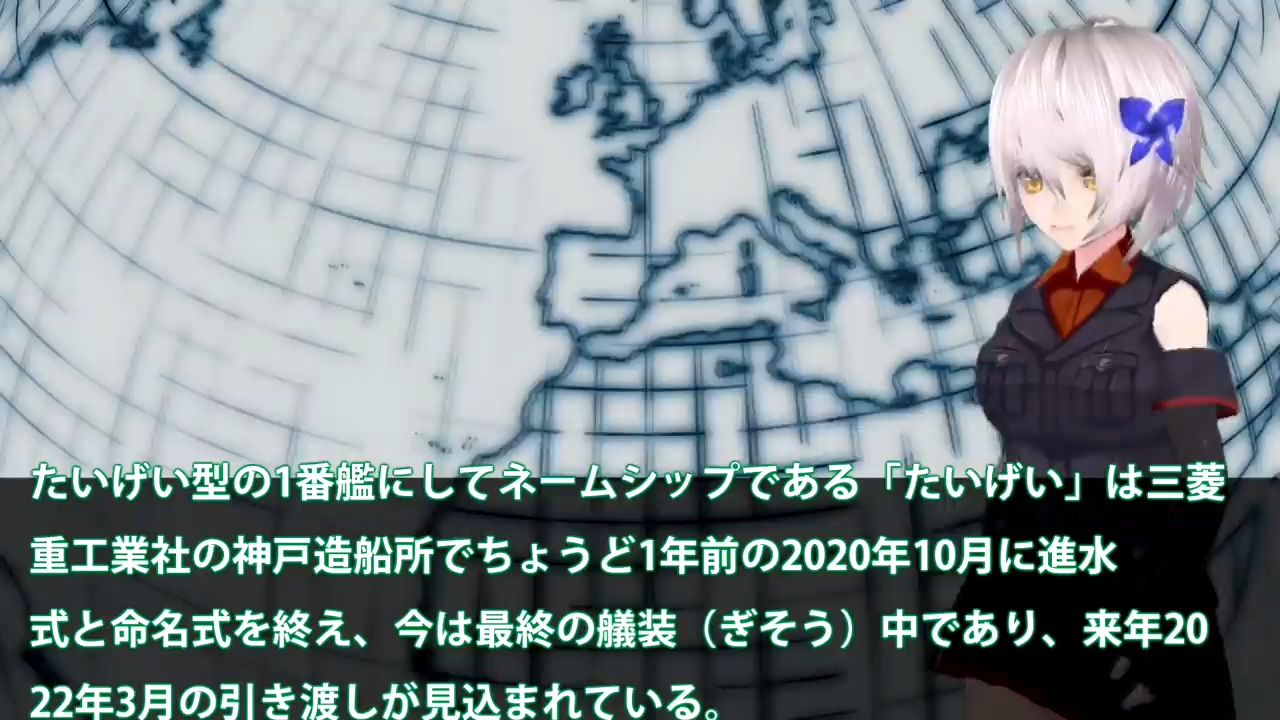 たいげい型の1番艦にしてネームシップである「たいげい」は三菱
重工業社の神戸造船所でちょうど1年前の2020年10月に進水
式と命名式を終え、今は最終の艤装（ぎそう）中であり、来年20
22年3月の引き渡しが見込まれている。